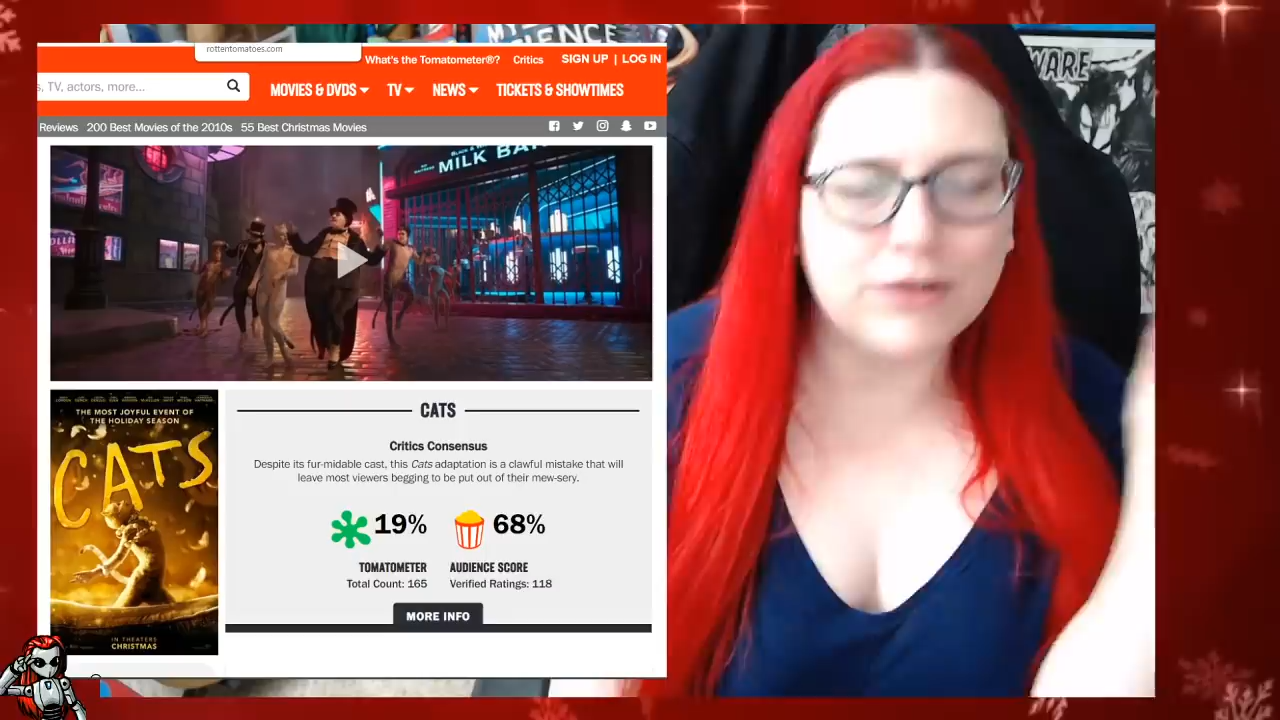 rottentomatoes.com
What's the Tomatometer®? Critics SIGN UP | LOG IN
s, TV, actors, more...
MOVIES & DVDS TV NEWS TICKETS & SHOWTIMES
Reviews 200 Best Movies of the 2010s 55 Best Christmas Movies
MILK BA
THE MOST JOYFUL EVENT OF
THE HOLIDAY SEASON
CATS
IN THEATERS
CHRISTMAS
CATS
Critics Consensus
Despite its fur-midable cast, this Cats adaptation is a clawful mistake that will
leave most viewers begging to be put out of their mew-sery.
19% 68%
TOMATOMETER AUDIENCE SCORE
Total Count: 165 Verified Ratings: 118
MORE INFO
MY
SCIENCE
WARE